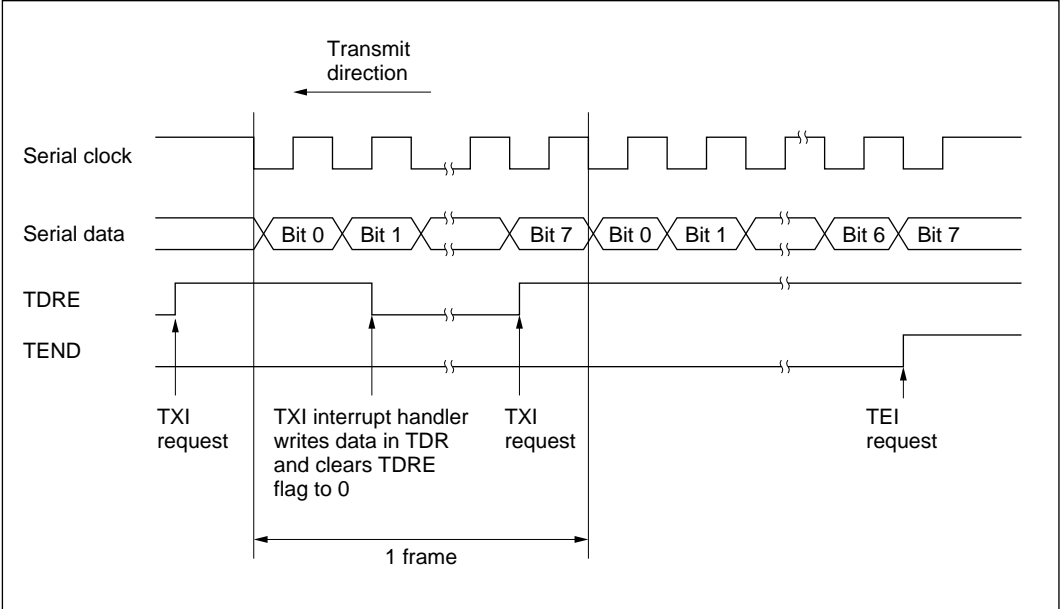 Transmit
direction
Serial clock
Serial data
Bit 0 Bit 1 Bit 7 Bit 0 Bit 1 Bit 6 Bit 7
TDRE
TEND
TXI
request
TXI interrupt handler
writes data in TDR
and clears TDRE
flag to 0
TXI
request
TEI
request
1 frame